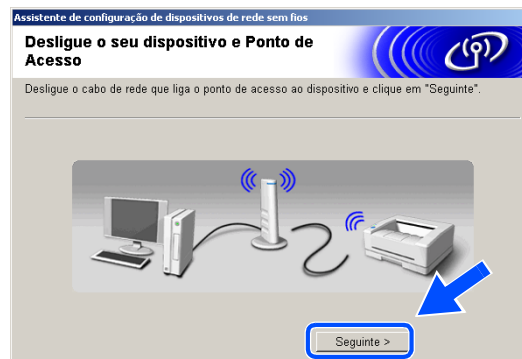 Assistente de configuração de dispositivos de rede sem fios
Desligue o seu dispositivo e Ponto de
Acesso
Desligue o cabo de rede que liga o ponto de acesso ao dispositivo e clique em "Seguinte".
Seguinte >